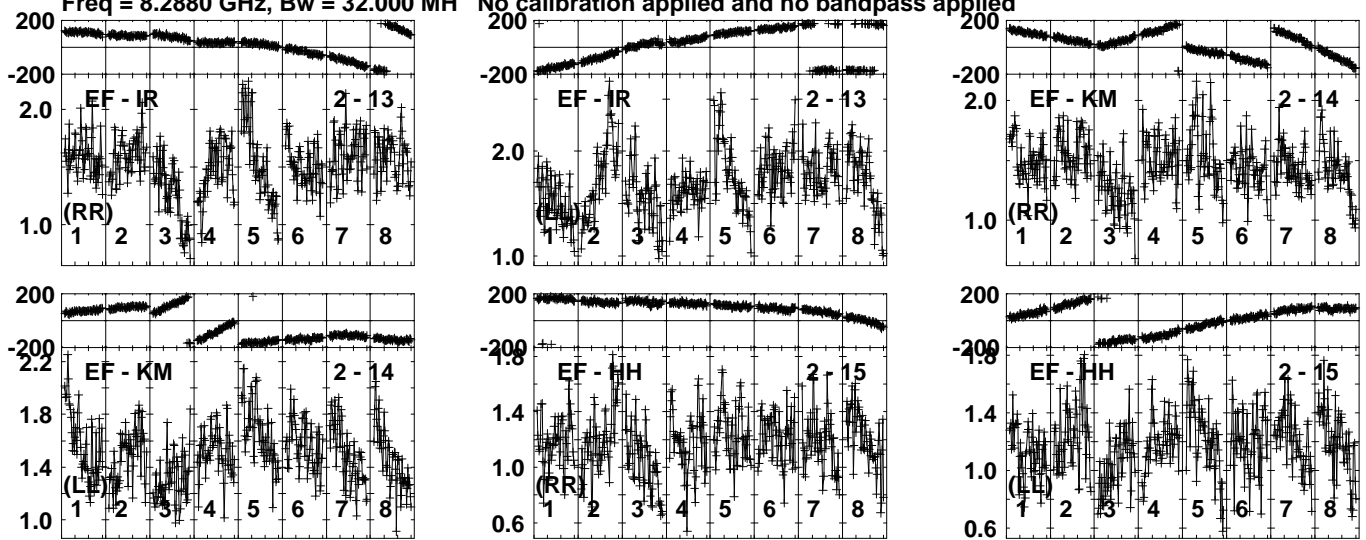 Freq = 8.2880 GHz, Bw = 32.000 MH No calibration applied and no bandpass applied
200 200 200
-200 -200 -200
EF - IR 2 - 13 EF - IR 2 - 13 EF - KM 2 - 14
2.0 2.0 2.0
1.0 1.0 1.0
(RR) (LL) (RR)
1 2 3 4 5 6 7 8 1 2 3 4 5 6 7 8 1 2 3 4 5 6 7 8
200 200 200
-200 -200 -200
2.2 1.8 1.8
EF - KM 2 - 14 EF - HH 2 - 15 EF - HH 2 - 15
1.8 1.4 1.4
1.4 1.0 1.0
(LL) (RR) (LL)
1 2 3 4 5 6 7 8 1 2 3 4 5 6 7 8 1 2 3 4 5 6 7 8
1.0 0.6 0.6